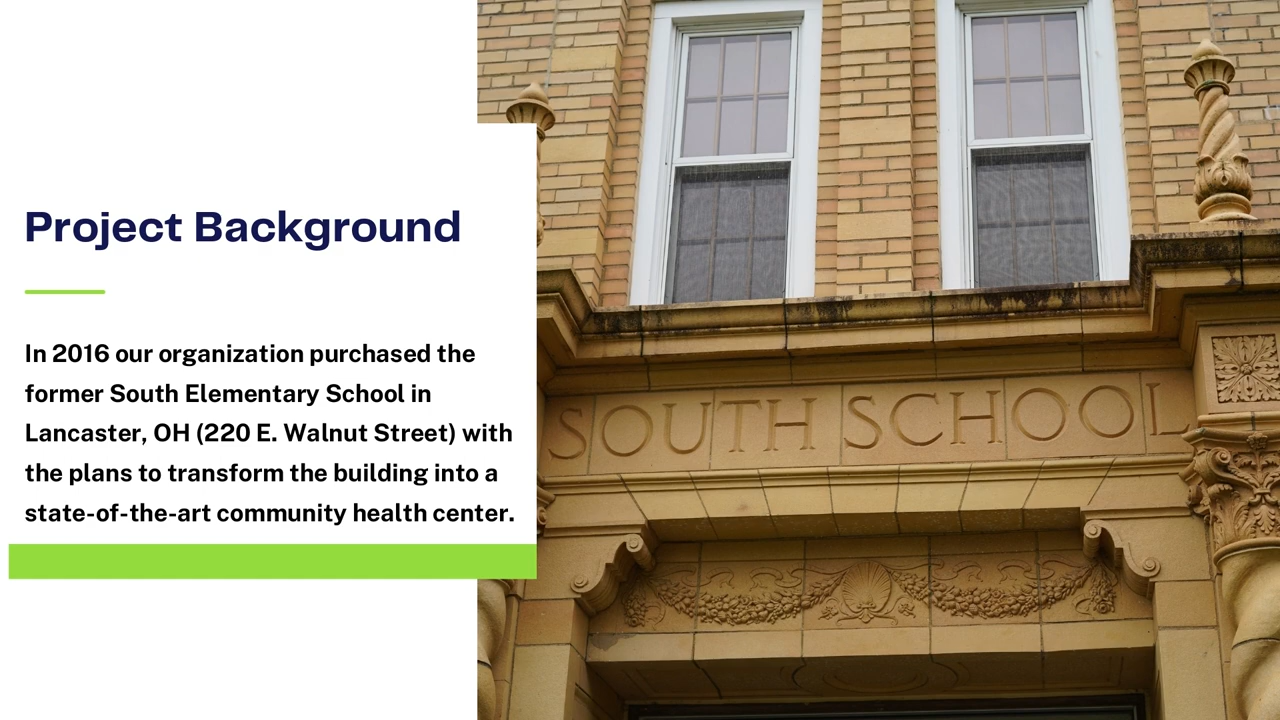 Project Background
In 2016 our organization purchased the
former South Elementary School in
Lancaster, OH (220 E. Walnut Street) with
the plans to transform the building into a
state-of-the-art community health center.
SOUTH SCHOOL